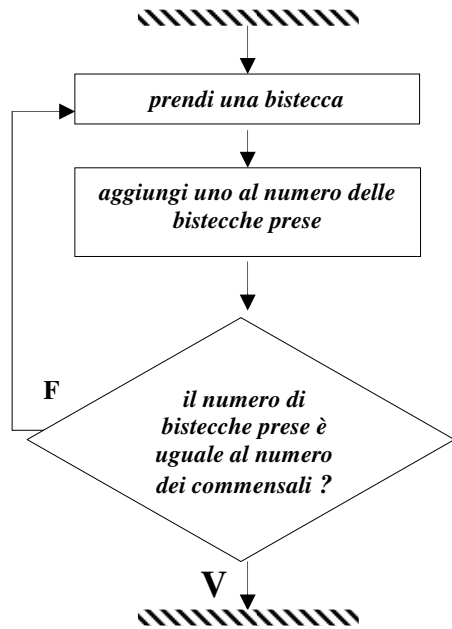 prendi una bistecca
aggiungi uno al numero delle
bistecche prese
F
il numero di
bistecche prese è
uguale al numero
dei commensali ?
V